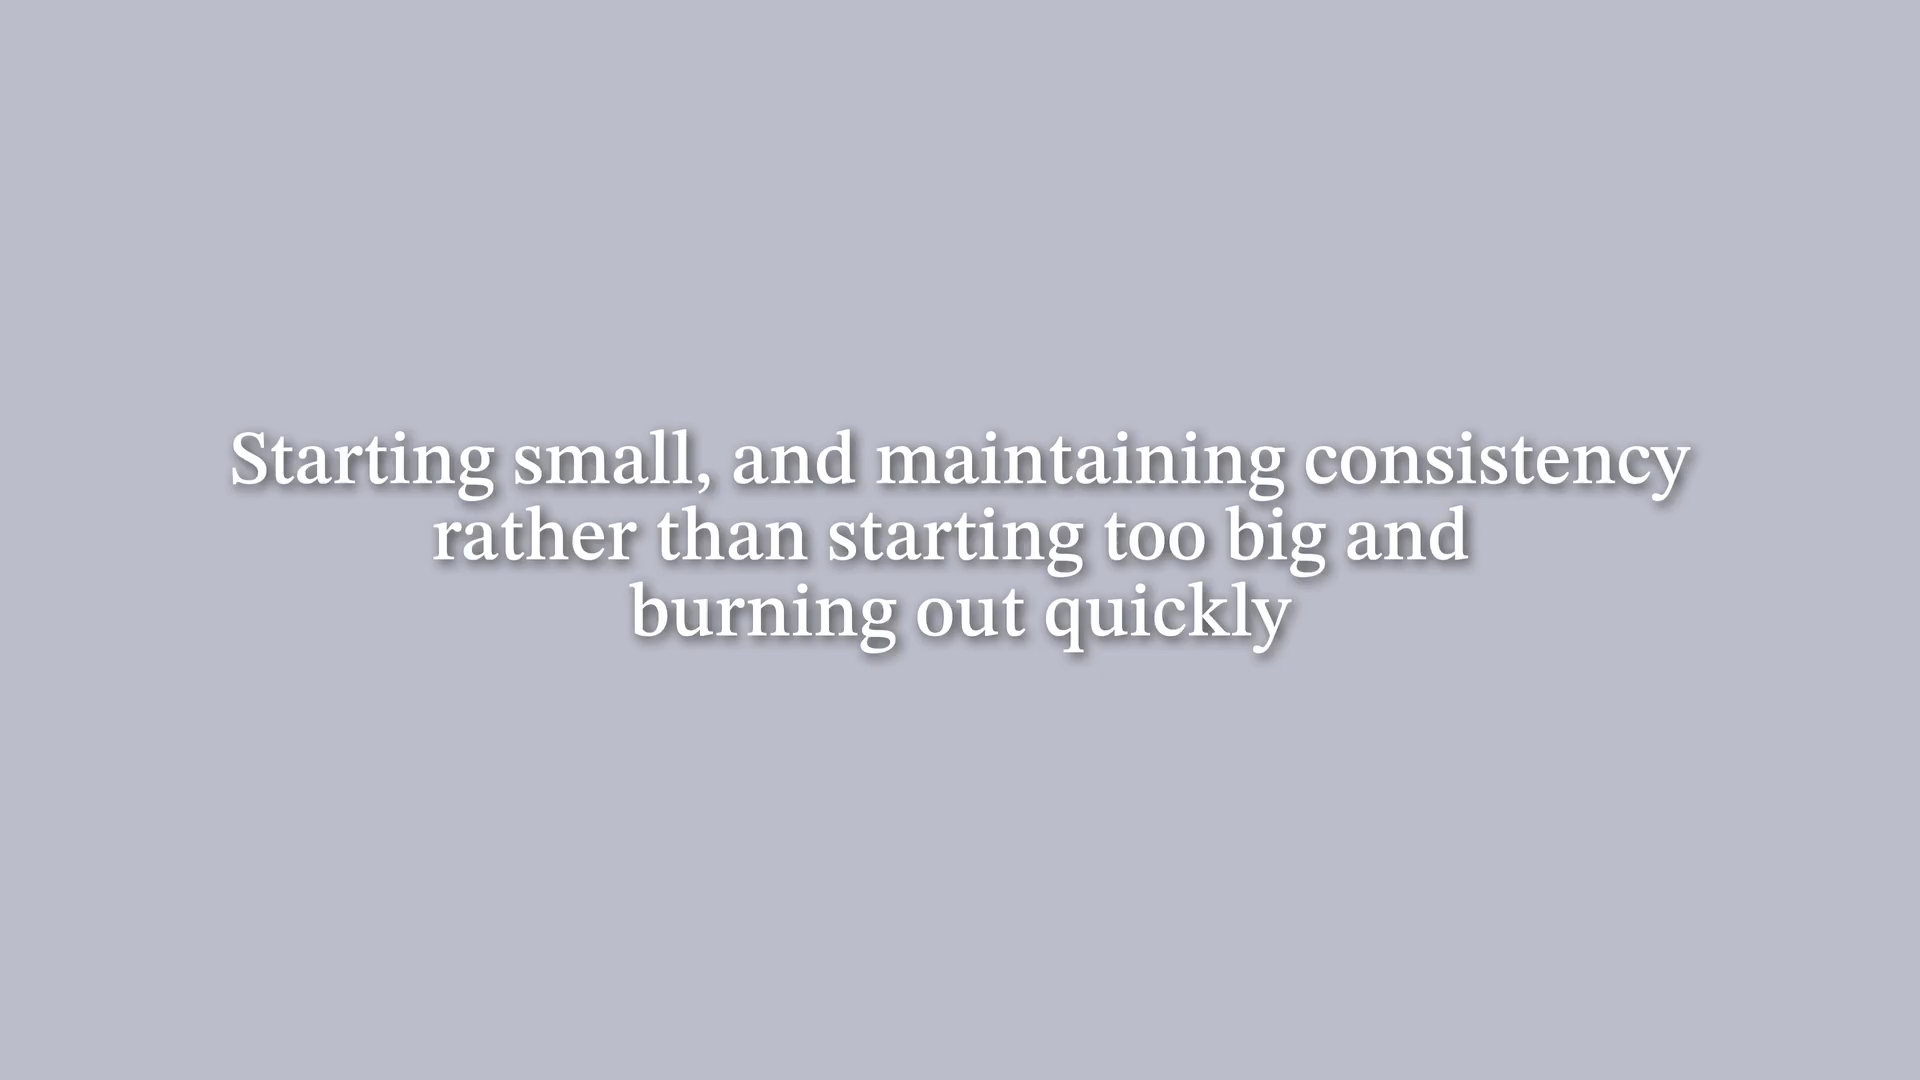 Starting small, and maintaining consistency
rather than starting too big and
burning out quickly